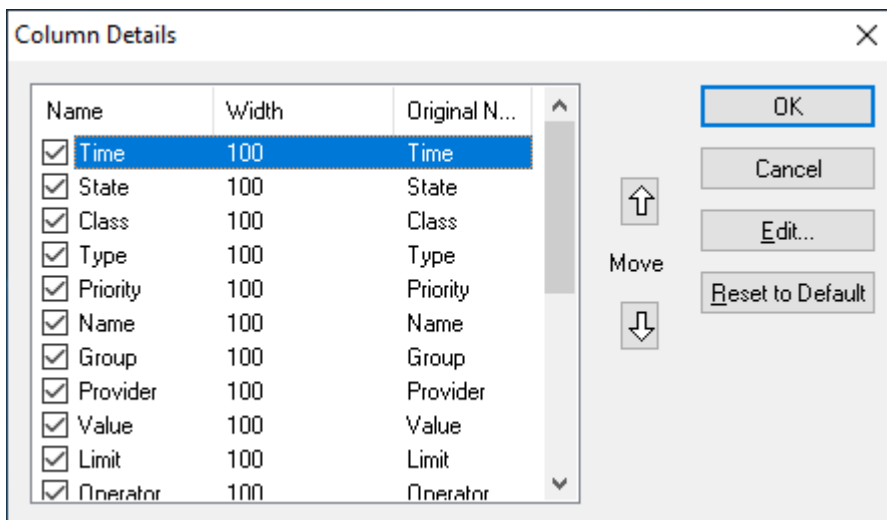 Column Details
Name Width Original N...
Time 100 Time
State 100 State
Class 100 Class
Type 100 Type
Priority 100 Priority
Name 100 Name
Group 100 Group
Provider 100 Provider
Value 100 Value
Limit 100 Limit
Operator 100 Operator
Move
OK
Cancel
Edit...
Reset to Default